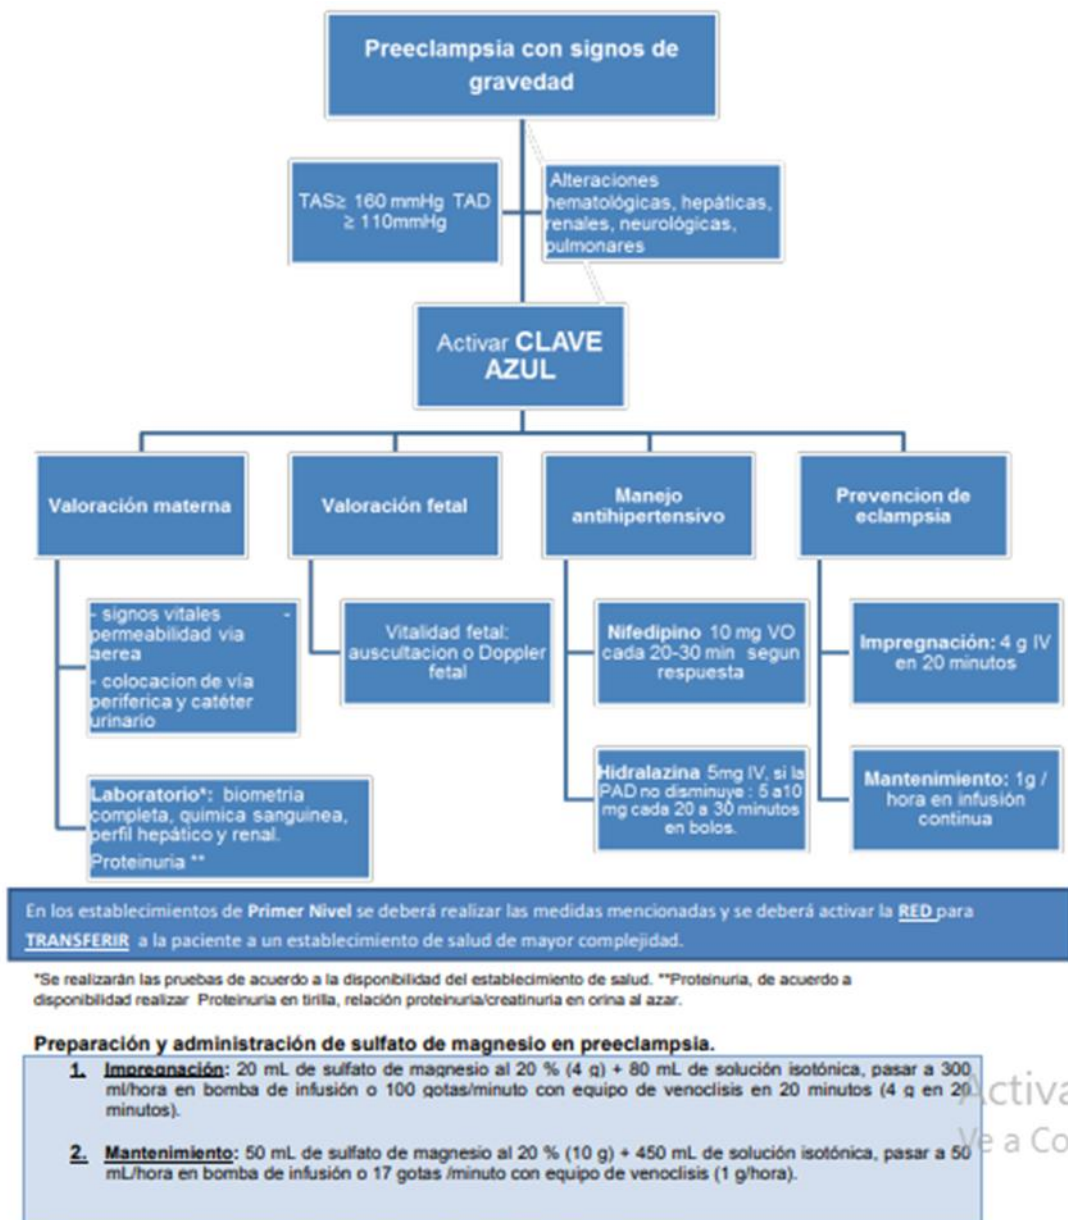 Preeclampsia con signos de
gravedad
TAS≥ 160 mmHg TAD
≥ 110mmHg
Alteraciones
hematológicas, hepáticas,
renales, neurológicas,
pulmonares
Activar CLAVE
AZUL
Valoración materna
Valoración fetal
Manejo
antihipertensivo
Prevencion de
eclampsia
- signos vitales -
permeabilidad via
aerea
- colocacion de vía
periferica y catéter
urinario
Laboratorio*: biometria
completa, quimica sanguinea,
perfil hepático y renal.
Proteinuria **
Vitalidad fetal:
auscultacion o Doppler
fetal
Nifedipino 10 mg VO
cada 20-30 min segun
respuesta
Hidralazina 5mg IV, si la
PAD no disminuye : 5 a10
mg cada 20 a 30 minutos
en bolos.
Impregnación: 4 g IV
en 20 minutos
Mantenimiento: 1g /
hora en infusión
continua
En los establecimientos de Primer Nivel se deberá realizar las medidas mencionadas y se deberá activar la RED para
TRANSFERIR a la paciente a un establecimiento de salud de mayor complejidad.
*Se realizarán las pruebas de acuerdo a la disponibilidad del establecimiento de salud. **Proteinuria, de acuerdo a
disponibilidad realizar Proteinuria en tirilla, relación proteinuria/creatinuria en orina al azar.
Preparación y administración de sulfato de magnesio en preeclampsia.
1. Impregnación: 20 mL de sulfato de magnesio al 20 % (4 g) + 80 mL de solución isotónica, pasar a 300
ml/hora en bomba de infusión o 100 gotas/minuto con equipo de venoclisis en 20 minutos (4 g en 20
minutos).
2. Mantenimiento: 50 mL de sulfato de magnesio al 20 % (10 g) + 450 mL de solución isotónica, pasar a 50
mL/hora en bomba de infusión o 17 gotas /minuto con equipo de venoclisis (1 g/hora).
Activa
Ve a Co